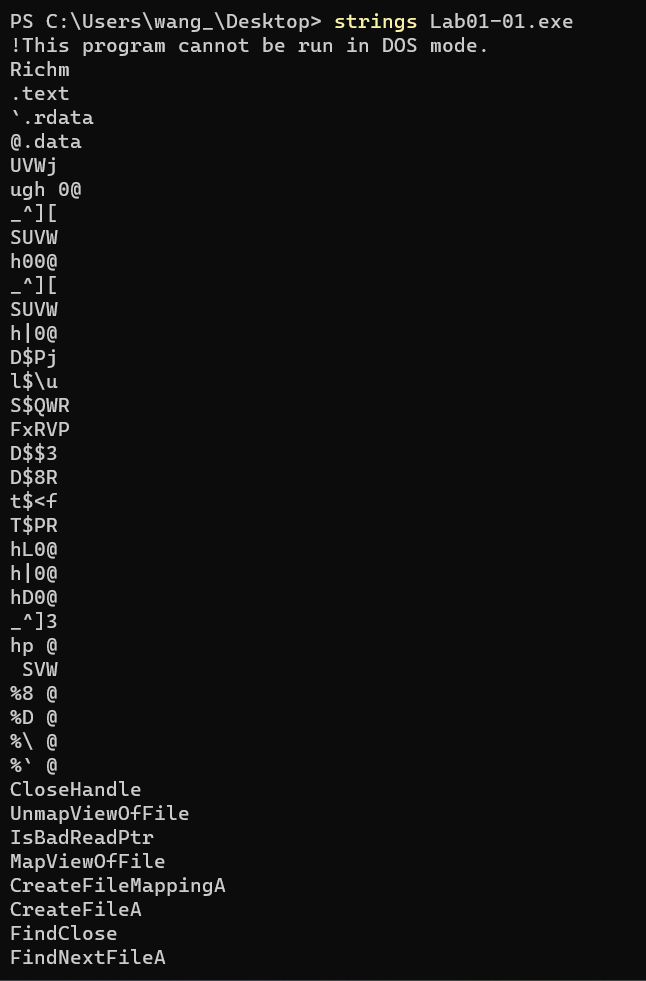 PS C:\Users\wang_\Desktop> strings Lab01-01.exe
!This program cannot be run in DOS mode.
Richm
.text
`.rdata
@.data
UVWj
ugh 0@
_^][
SUVW
h00@
_^][
SUVW
h|0@
D$Pj
l$\u
S$QWR
FxRVP
D$$3
D$8R
t$<f
T$PR
hL0@
h|0@
hD0@
_^]3
hp @
 SVW
%8 @
%D @
%\ @
%` @
CloseHandle
UnmapViewOfFile
IsBadReadPtr
MapViewOfFile
CreateFileMappingA
CreateFileA
FindClose
FindNextFileA